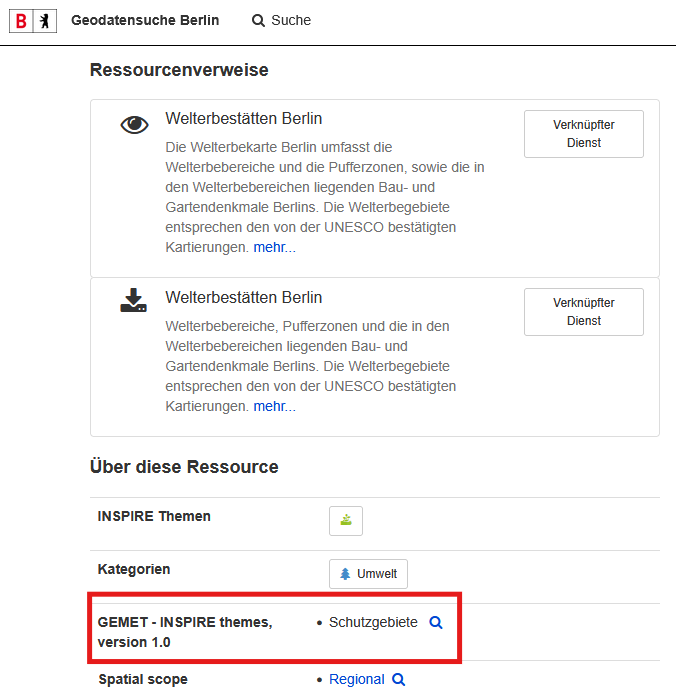 B
Geodatensuche Berlin
Suche
Ressourcenverweise
Welterbestätten Berlin
Verknüpfter
Dienst
Die Welterbekarte Berlin umfasst die
Welterbebereiche und die Pufferzonen, sowie die in
den Welterbebereichen liegenden Bau- und
Gartendenkmale Berlins. Die Welterbegebiete
entsprechen den von der UNESCO bestätigten
Kartierungen. mehr...
Welterbestätten Berlin
Verknüpfter
Dienst
Welterbebereiche, Pufferzonen und die in den
Welterbebereichen liegenden Bau- und
Gartendenkmale Berlins. Die Welterbegebiete
entsprechen den von der UNESCO bestätigten
Kartierungen. mehr...
Über diese Ressource
INSPIRE Themen
Kategorien
Umwelt
GEMET - INSPIRE themes,
version 1.0
• Schutzgebiete
Spatial scope
• Regional